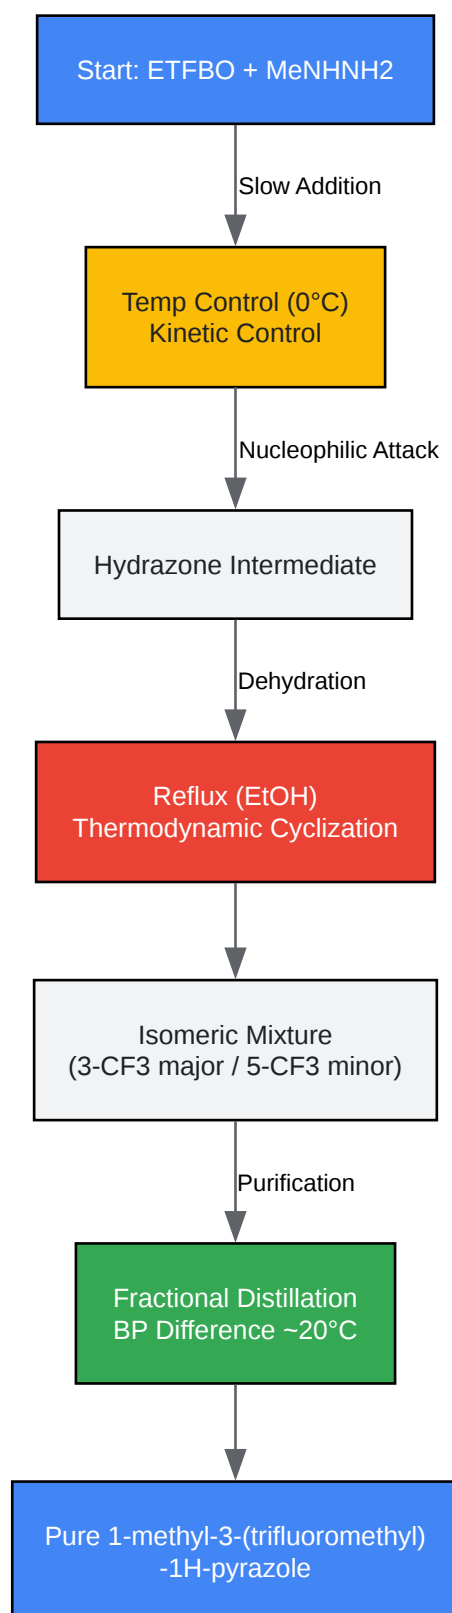 Start: ETFBO + MeNHNH2
Slow Addition
Temp Control (0°C)
Kinetic Control
Nucleophilic Attack
Hydrazone Intermediate
Dehydration
Reflux (EtOH)
Thermodynamic Cyclization
Isomeric Mixture
(3-CF3 major / 5-CF3 minor)
Purification
Fractional Distillation
BP Difference ~20°C
Pure 1-methyl-3-(trifluoromethyl)
-1H-pyrazole